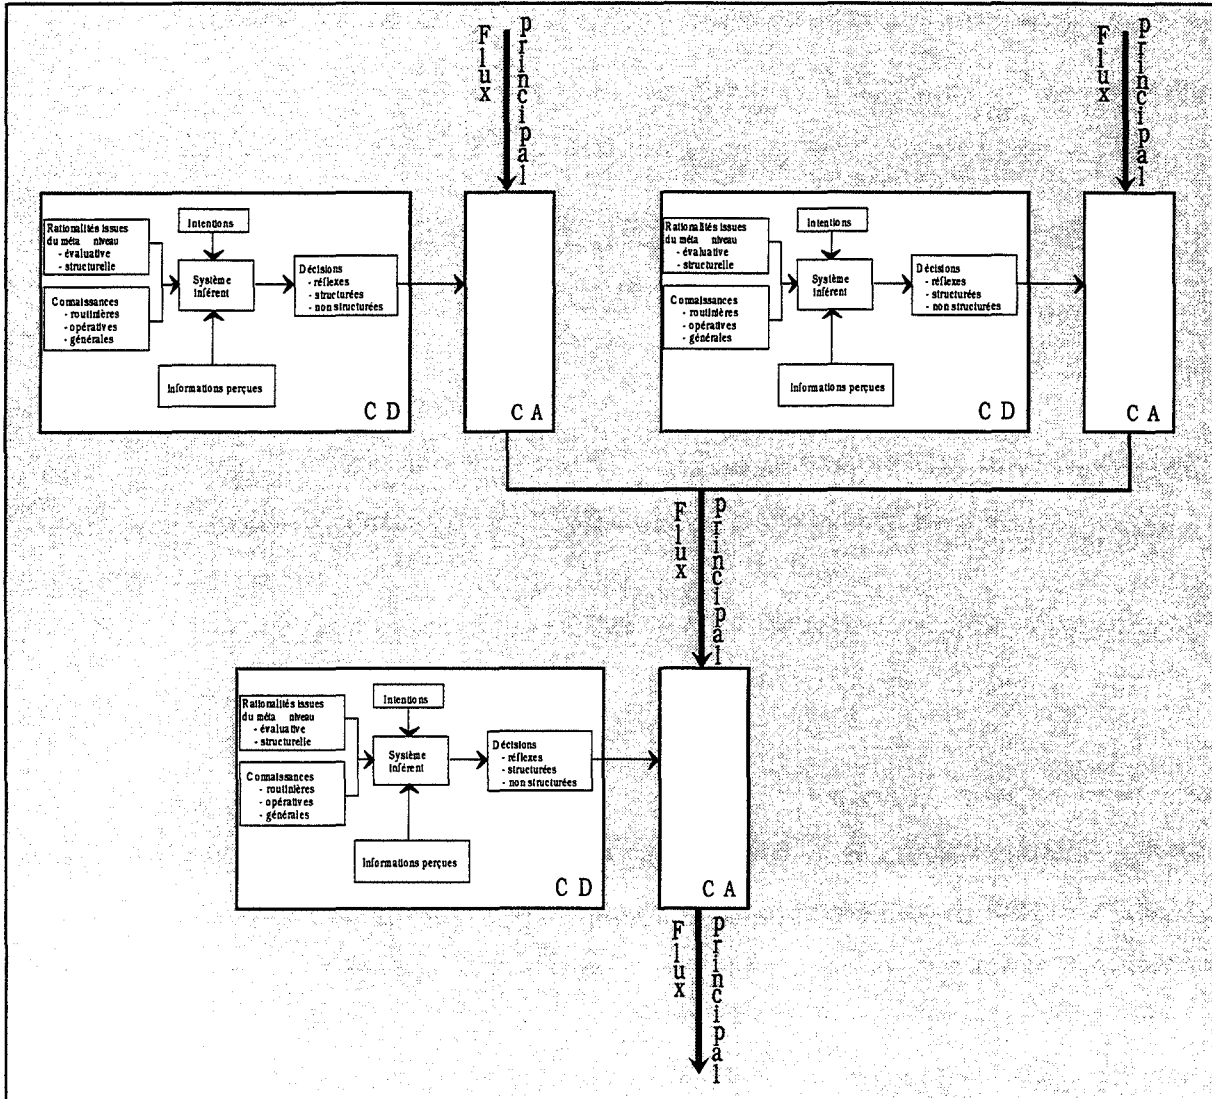 Flux
principal
Flux
principal
Rationalités issues
du méta niveau
- évaluative
- structurelle
Connaissances
- routinières
- opératives
- générales
Intentions
Système
inférent
Informations perçues
Décisions
- réflexes
- structurées
- non structurées
C D
C A
Rationalités issues
du méta niveau
- évaluative
- structurelle
Connaissances
- routinières
- opératives
- générales
Intentions
Système
inférent
Informations perçues
Décisions
- réflexes
- structurées
- non structurées
C D
C A
Flux
principal
Rationalités issues
du méta niveau
- évaluative
- structurelle
Connaissances
- routinières
- opératives
- générales
Intentions
Système
inférent
Informations perçues
Décisions
- réflexes
- structurées
- non structurées
C D
C A
Flux
principal